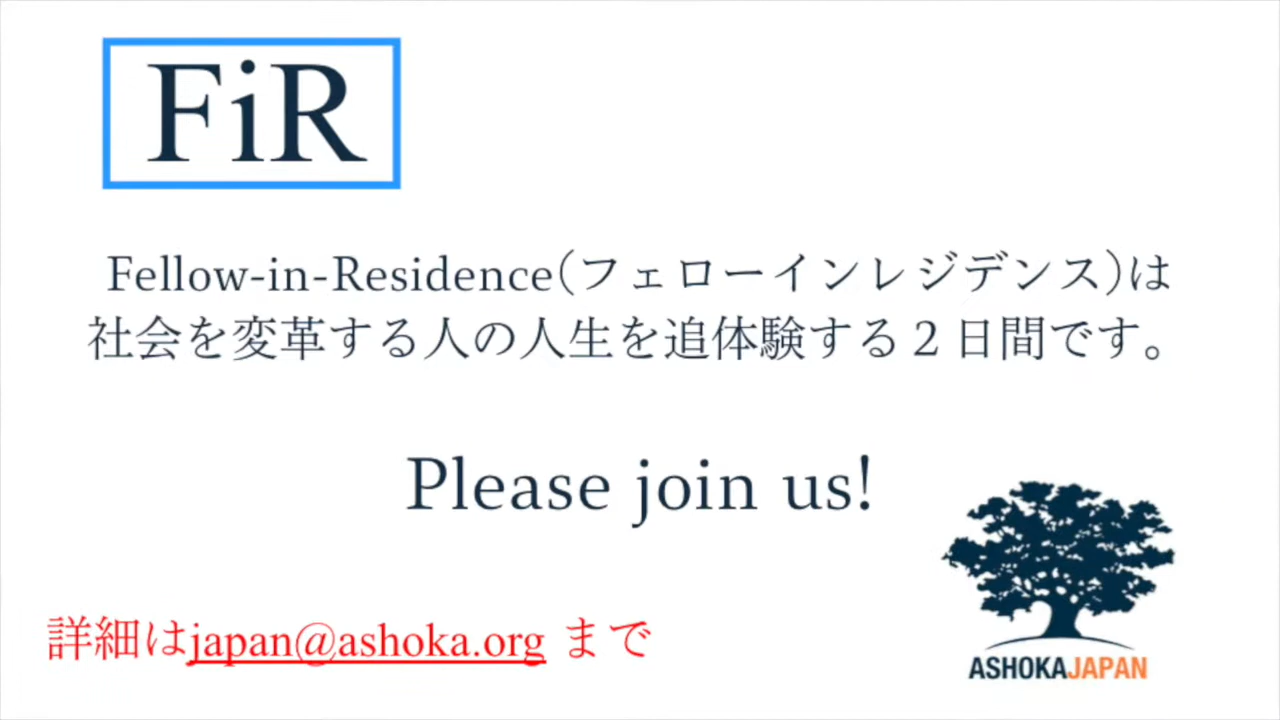 FiR
Fellow-in-Residence(フェローインレジデンス)は
社会を変革する人の人生を追体験する２日間です。
Please join us!
詳細はjapan@ashoka.org まで
ASHOKAJAPAN